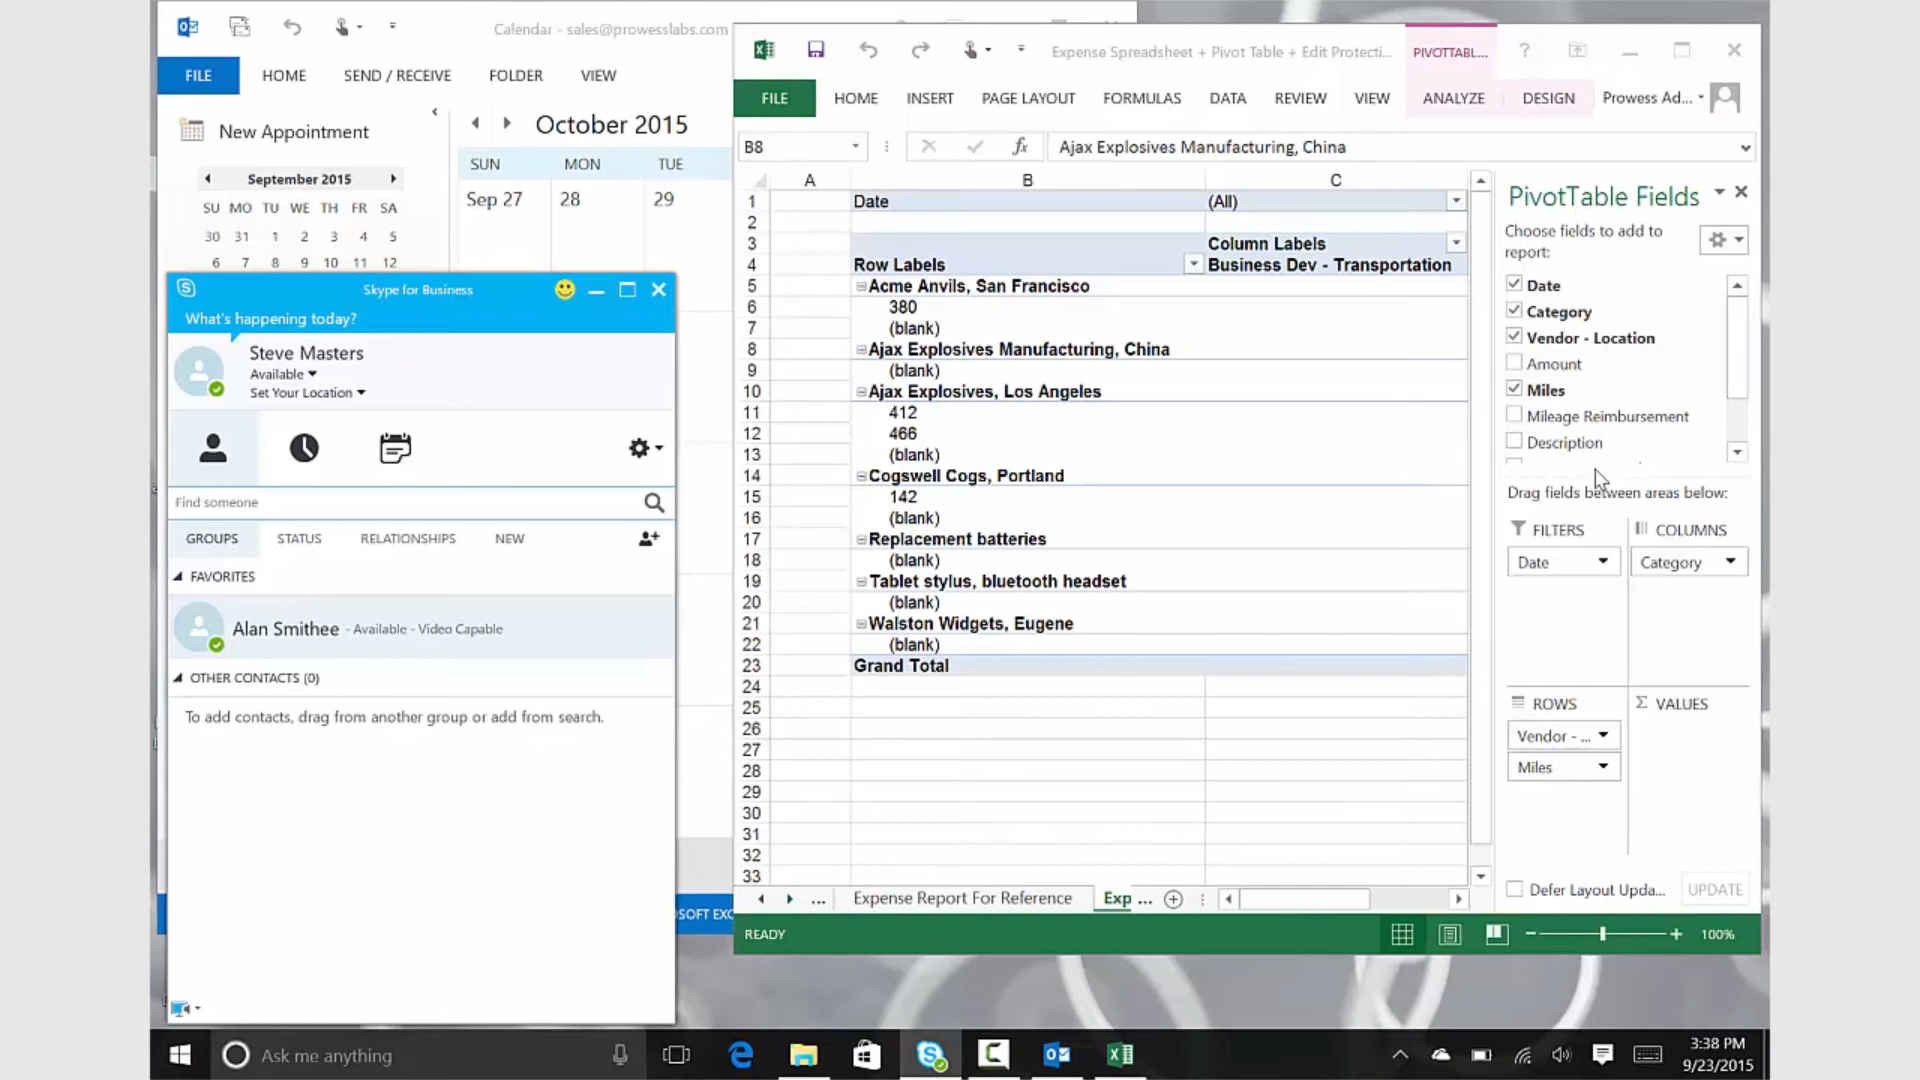 Calendar - sales@prowesslabs.com
FILE
HOME
SEND / RECEIVE
FOLDER
VIEW
New Appointment
September 2015
SU MO TU WE TH FR SA
30 31 1 2 3 4 5
6 7 8 9 10 11 12
October 2015
SUN MON TUE
Sep 27 28 29
Skype for Business
What's happening today?
Steve Masters
Available
Set Your Location
Find someone
GROUPS
STATUS
RELATIONSHIPS
NEW
FAVORITES
Alan Smithee - Available - Video Capable
OTHER CONTACTS (0)
To add contacts, drag from another group or add from search.
Expense Spreadsheet + Pivot Table + Edit Protecti...
PIVOTTABL...
?
FILE
HOME
INSERT
PAGE LAYOUT
FORMULAS
DATA
REVIEW
VIEW
ANALYZE
DESIGN
Prowess Ad...
B8
fx
Ajax Explosives Manufacturing, China
A B C
1 Date (All)
2
3 Column Labels
4 Row Labels Business Dev - Transportation
5 Acme Anvils, San Francisco
6 380
7 (blank)
8 Ajax Explosives Manufacturing, China
9 (blank)
10 Ajax Explosives, Los Angeles
11 412
12 466
13 (blank)
14 Cogswell Cogs, Portland
15 142
16 (blank)
17 Replacement batteries
18 (blank)
19 Tablet stylus, bluetooth headset
20 (blank)
21 Walston Widgets, Eugene
22 (blank)
23 Grand Total
24
25
26
27
28
29
30
31
32
33
PivotTable Fields
Choose fields to add to
report:
Date
Category
Vendor - Location
Amount
Miles
Mileage Reimbursement
Description
Drag fields between areas below:
FILTERS
COLUMNS
Date
Category
ROWS
Σ VALUES
Vendor - ...
Miles
Defer Layout Upda...
UPDATE
...
Expense Report For Reference
Exp ...
OSOFT EXC
READY
100%
Ask me anything
3:38 PM
9/23/2015